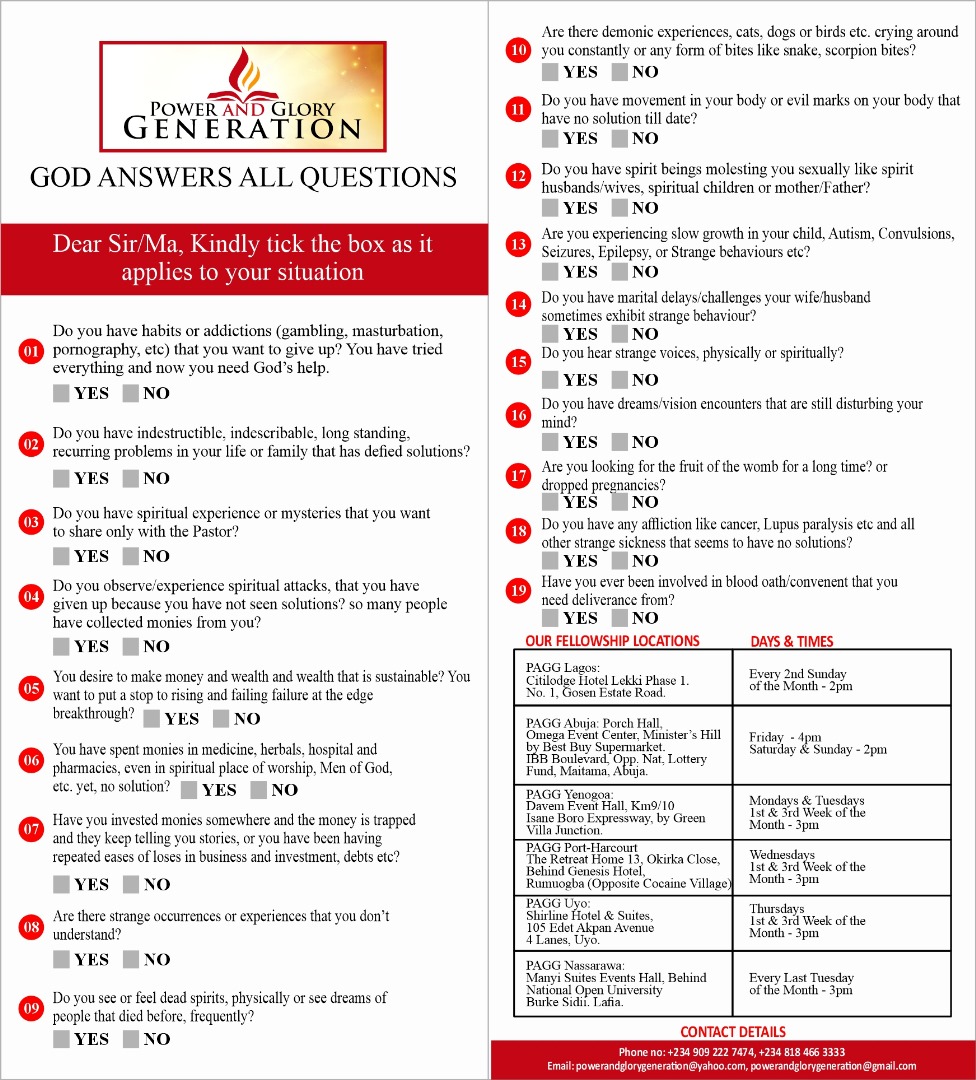 POWER AND GLORY
GENERATION
GOD ANSWERS ALL QUESTIONS
Dear Sir/Ma, Kindly tick the box as it
applies to your situation
01
Do you have habits or addictions (gambling, masturbation,
pornography, etc) that you want to give up? You have tried
everything and now you need God's help.
YES NO
02
Do you have indestructible, indescribable, long standing,
recurring problems in your life or family that has defied solutions?
YES NO
03
Do you have spiritual experience or mysteries that you want
to share only with the Pastor?
YES NO
04
Do you observe/experience spiritual attacks, that you have
given up because you have not seen solutions? so many people
have collected monies from you?
YES NO
05
You desire to make money and wealth and wealth that is sustainable? You
want to put a stop to rising and failing failure at the edge
breakthrough? YES NO
06
You have spent monies in medicine, herbals, hospital and
pharmacies, even in spiritual place of worship, Men of God,
etc. yet, no solution? YES NO
07
Have you invested monies somewhere and the money is trapped
and they keep telling you stories, or you have been having
repeated eases of loses in business and investment, debts etc?
YES NO
08
Are there strange occurrences or experiences that you don't
understand?
YES NO
09
Do you see or feel dead spirits, physically or see dreams of
people that died before, frequently?
YES NO
10
Are there demonic experiences, cats, dogs or birds etc. crying around
you constantly or any form of bites like snake, scorpion bites?
YES NO
11
Do you have movement in your body or evil marks on your body that
have no solution till date?
YES NO
12
Do you have spirit beings molesting you sexually like spirit
husbands/wives, spiritual children or mother/Father?
YES NO
13
Are you experiencing slow growth in your child, Autism, Convulsions,
Seizures, Epilepsy, or Strange behaviours etc?
YES NO
14
Do you have marital delays/challenges your wife/husband
sometimes exhibit strange behaviour?
YES NO
15
Do you hear strange voices, physically or spiritually?
YES NO
16
Do you have dreams/vision encounters that are still disturbing your
mind?
YES NO
17
Are you looking for the fruit of the womb for a long time? or
dropped pregnancies?
YES NO
18
Do you have any affliction like cancer, Lupus paralysis etc and all
other strange sickness that seems to have no solutions?
YES NO
19
Have you ever been involved in blood oath/convenent that you
need deliverance from?
YES NO
OUR FELLOWSHIP LOCATIONS DAYS & TIMES
PAGG Lagos:
Citilodge Hotel Lekki Phase 1.
No. 1, Gosen Estate Road.
Every 2nd Sunday
of the Month - 2pm
PAGG Abuja: Porch Hall,
Omega Event Center, Minister's Hill
by Best Buy Supermarket.
IBB Boulevard, Opp. Nat, Lottery
Fund, Maitama, Abuja.
Friday - 4pm
Saturday & Sunday - 2pm
PAGG Yenogoa:
Davem Event Hall, Km9/10
Isane Boro Expressway, by Green
Villa Junction.
Mondays & Tuesdays
1st & 3rd Week of the
Month - 3pm
PAGG Port-Harcourt
The Retreat Home 13, Okirka Close,
Behind Genesis Hotel,
Rumuogba (Opposite Cocaine Village)
Wednesdays
1st & 3rd Week of the
Month - 3pm
PAGG Uyo:
Shirline Hotel & Suites,
105 Edet Akpan Avenue
4 Lanes, Uyo.
Thursdays
1st & 3rd Week of the
Month - 3pm
PAGG Nassarawa:
Manyi Suites Events Hall, Behind
National Open University
Burke Sidii. Lafia.
Every Last Tuesday
of the Month - 3pm
CONTACT DETAILS
Phone no: +234 909 222 7474, +234 818 466 3333
Email: powerandglorygeneration@yahoo.com, powerandglorygeneration@gmail.com